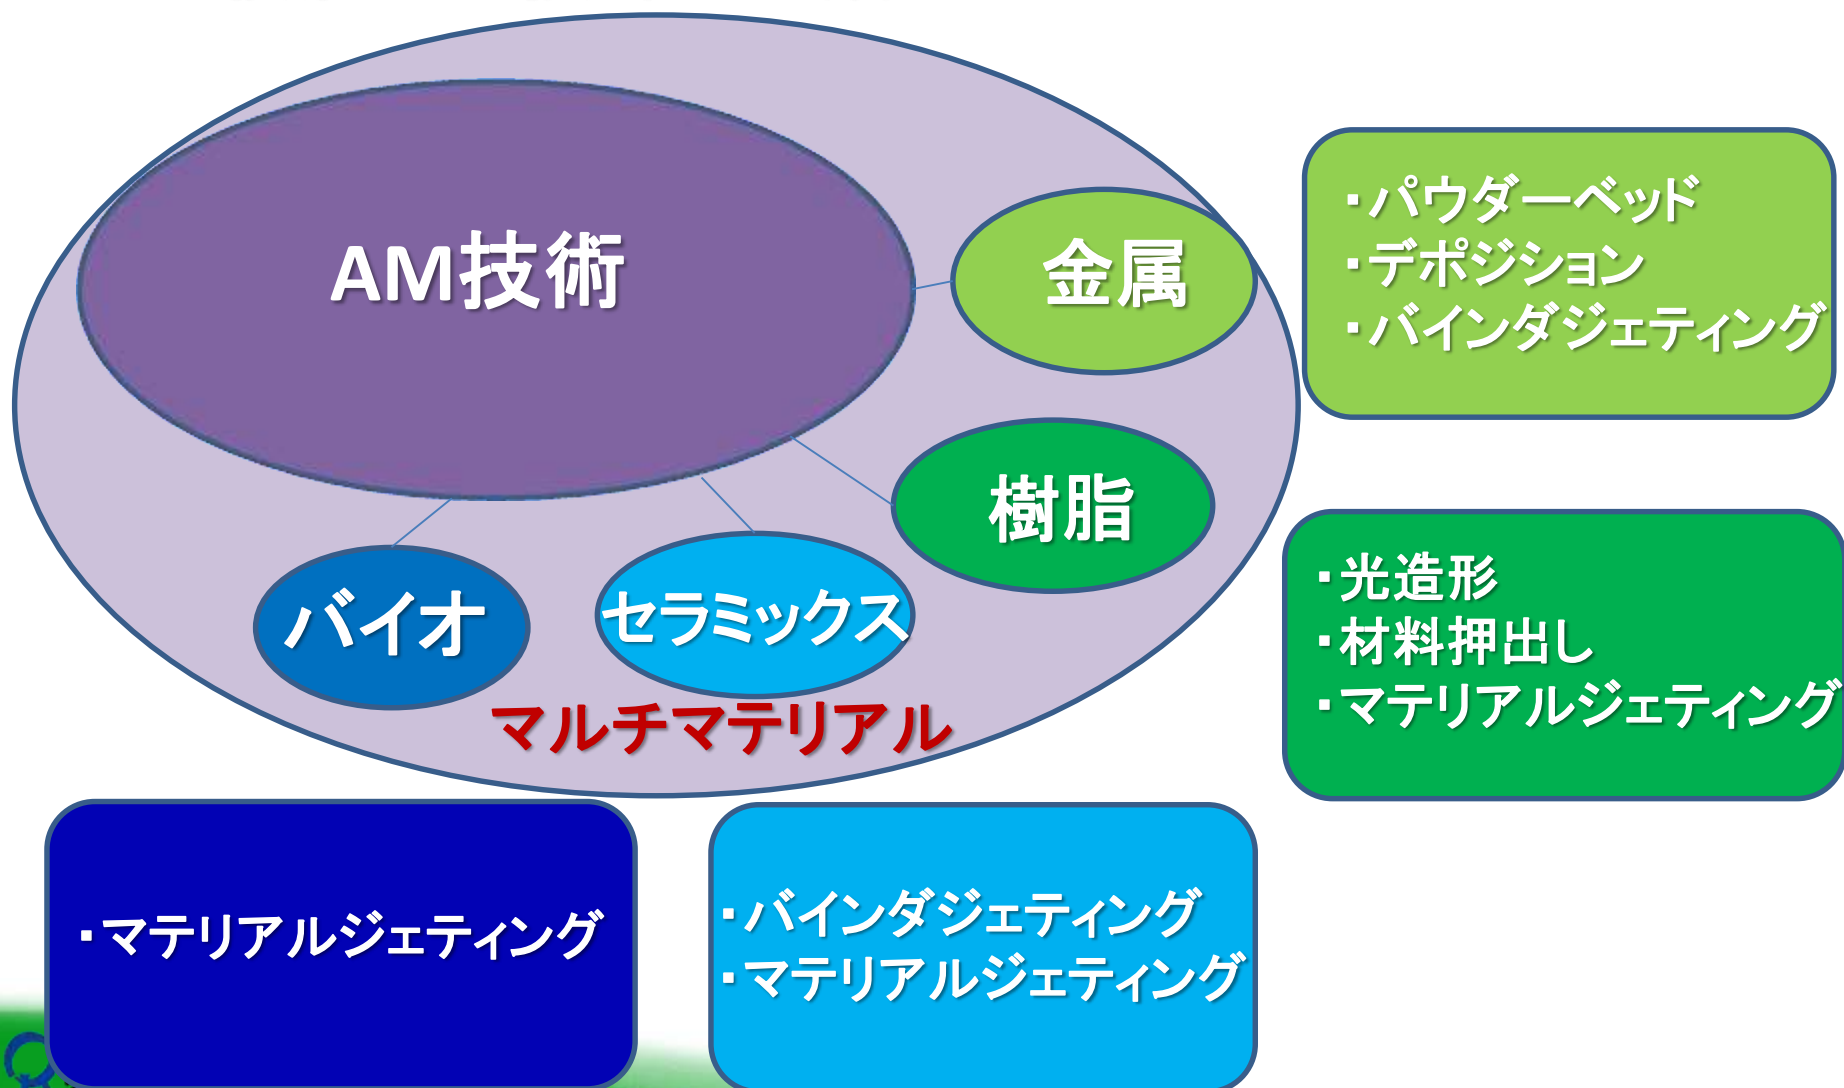 AM技術
金属
樹脂
セラミックス
バイオ
マルチマテリアル
・パウダーベッド
・デポジション
・バインダジェティング
・光造形
・材料押出し
・マテリアルジェティング
・マテリアルジェティング
・バインダジェティング
・マテリアルジェティング